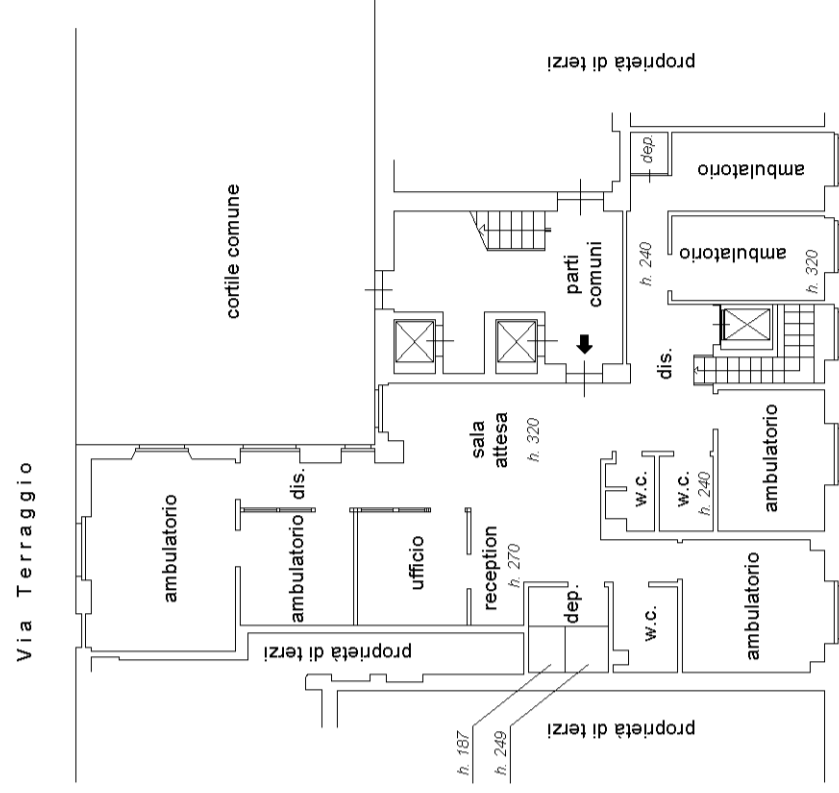 Via Terraggio
cortile comune
proprietà di terzi
ambulatorio
dis.
ambulatorio
ufficio
reception
h. 270
sala
attesa
h. 320
parti
comuni
dep.
ambulatorio
ambulatorio
h. 240
h. 320
dis.
w.c.
w.c.
h. 240
ambulatorio
dep.
w.c.
ambulatorio
proprietà di terzi
h. 187
h. 249
proprietà di terzi